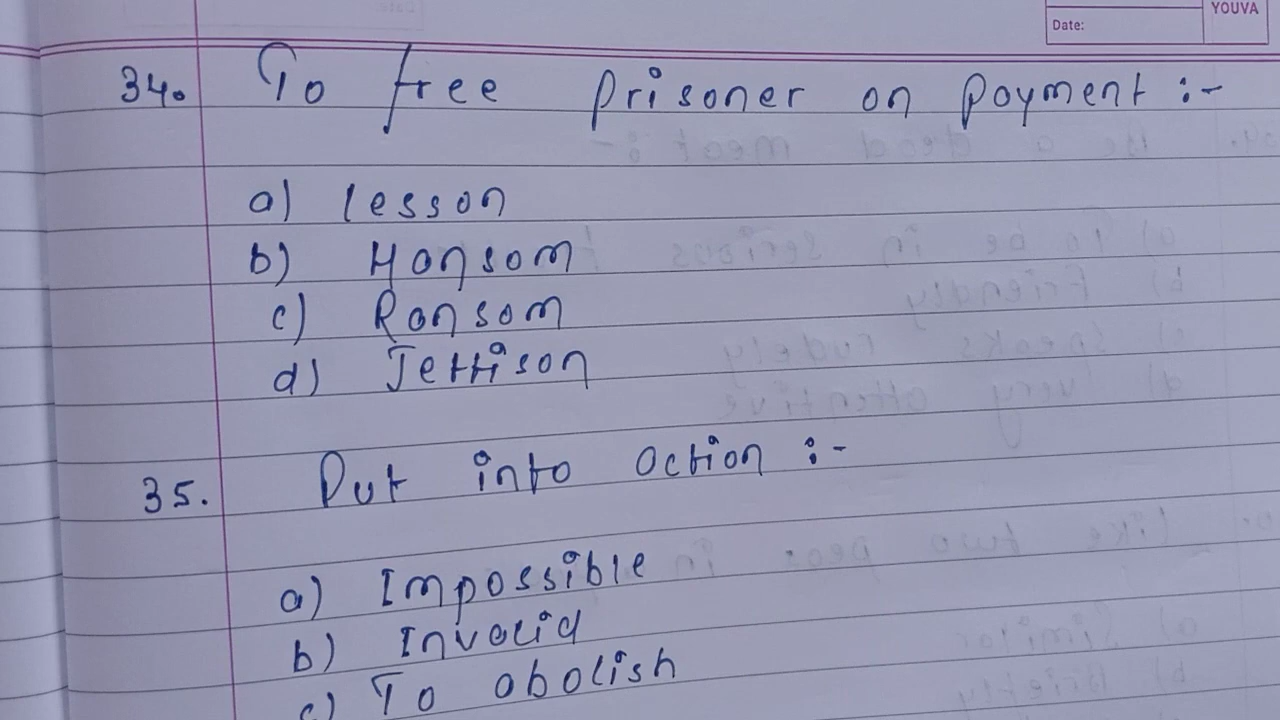 YOUVA
Date:
34. To free prisoner on payment :-
a) lesson
b) Hansom
c) Ransom
d) Jettison
35. Put into action :-
a) Impossible
b) Invalid
c) To abolish